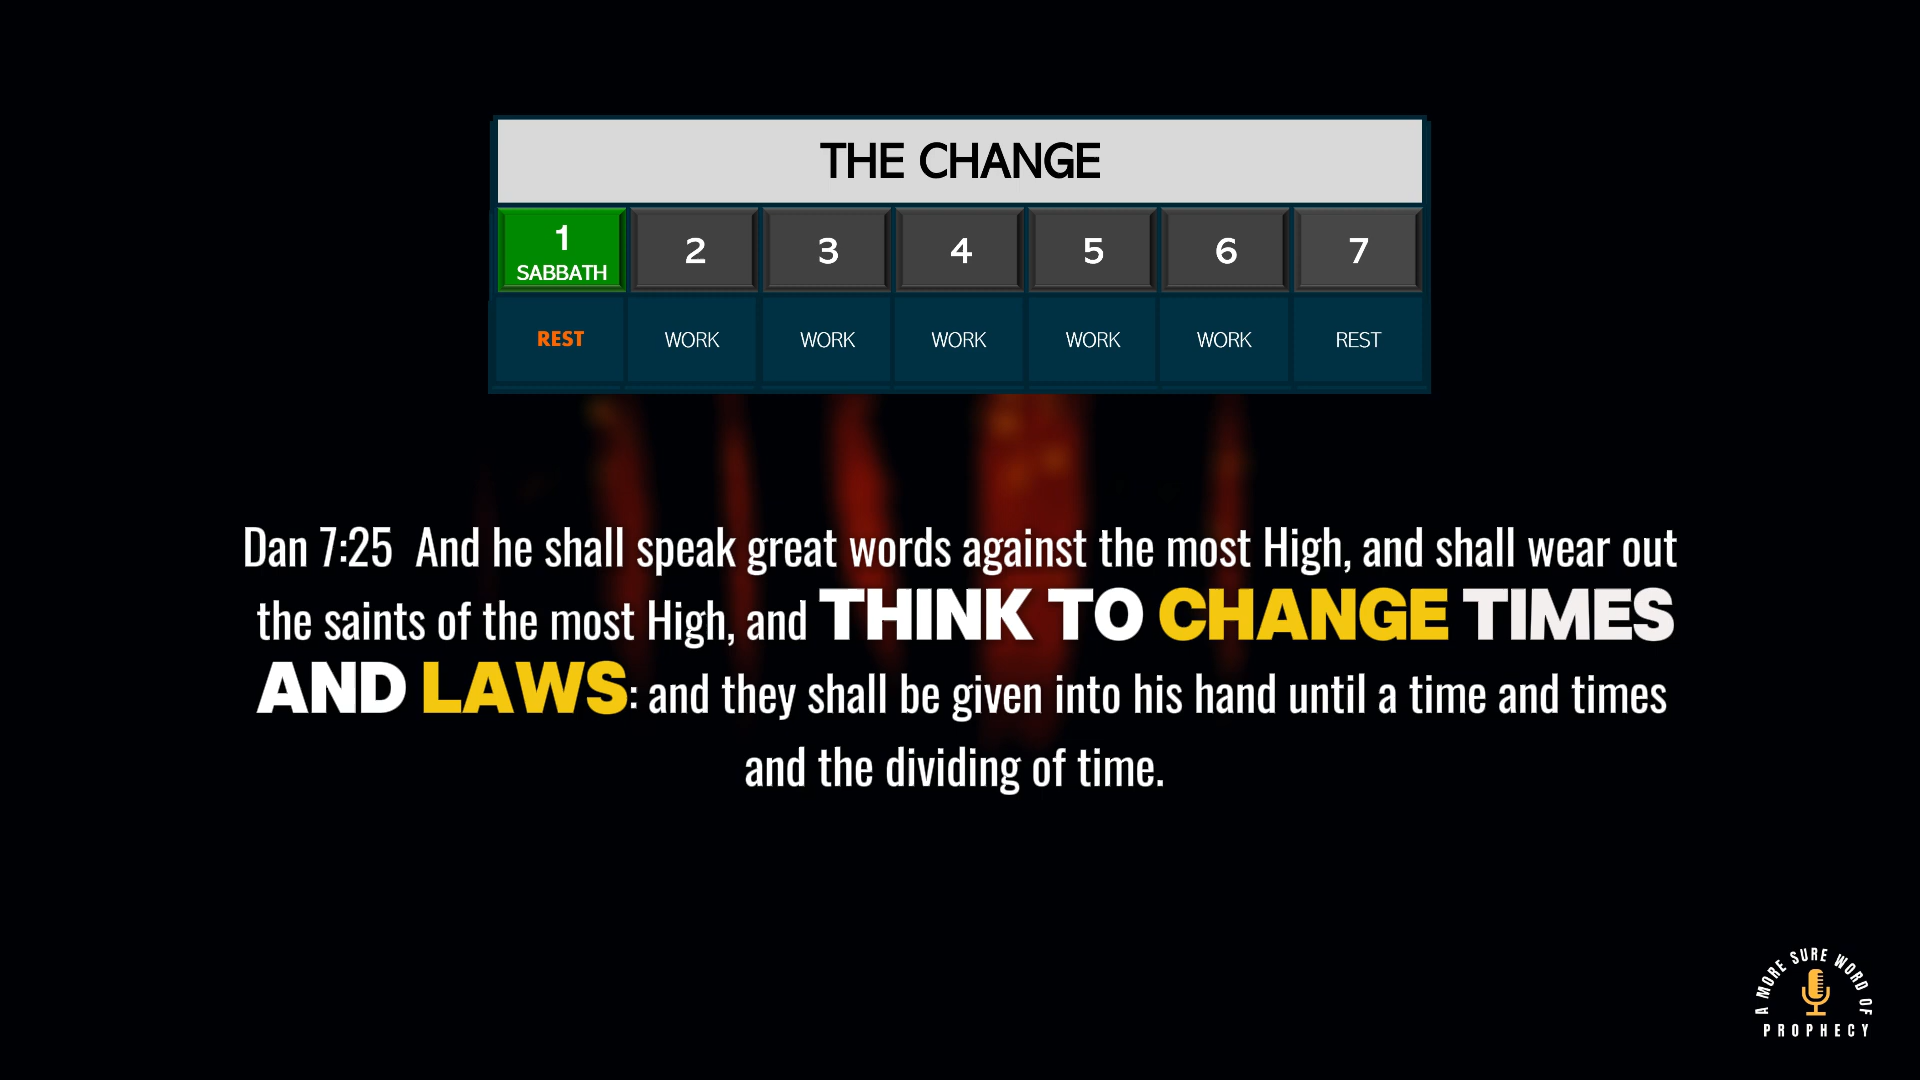 THE CHANGE
1 2 3 4 5 6 7
SABBATH
REST WORK WORK WORK WORK WORK REST
Dan 7:25  And he shall speak great words against the most High, and shall wear out
the saints of the most High, and THINK TO CHANGE TIMES
AND LAWS: and they shall be given into his hand until a time and times
and the dividing of time.
A MORE SURE WORD OF
PROPHECY